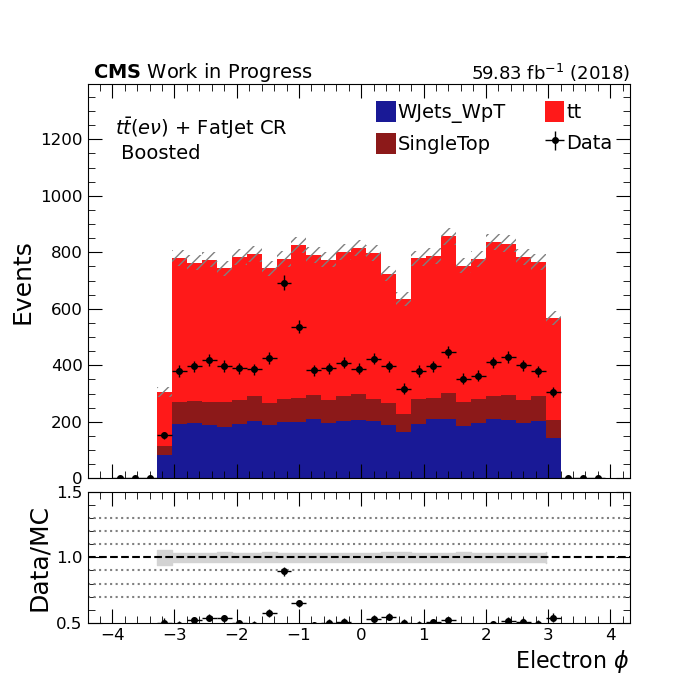 CMS Work in Progress 59.83 fb⁻¹ (2018)
tt̄(eν) + FatJet CR
Boosted
WJets_WpT tt
SingleTop Data
Events
1200
1000
800
600
400
200
0
Data/MC
1.5
1.0
0.5
−4 −3 −2 −1 0 1 2 3 4
Electron ϕ